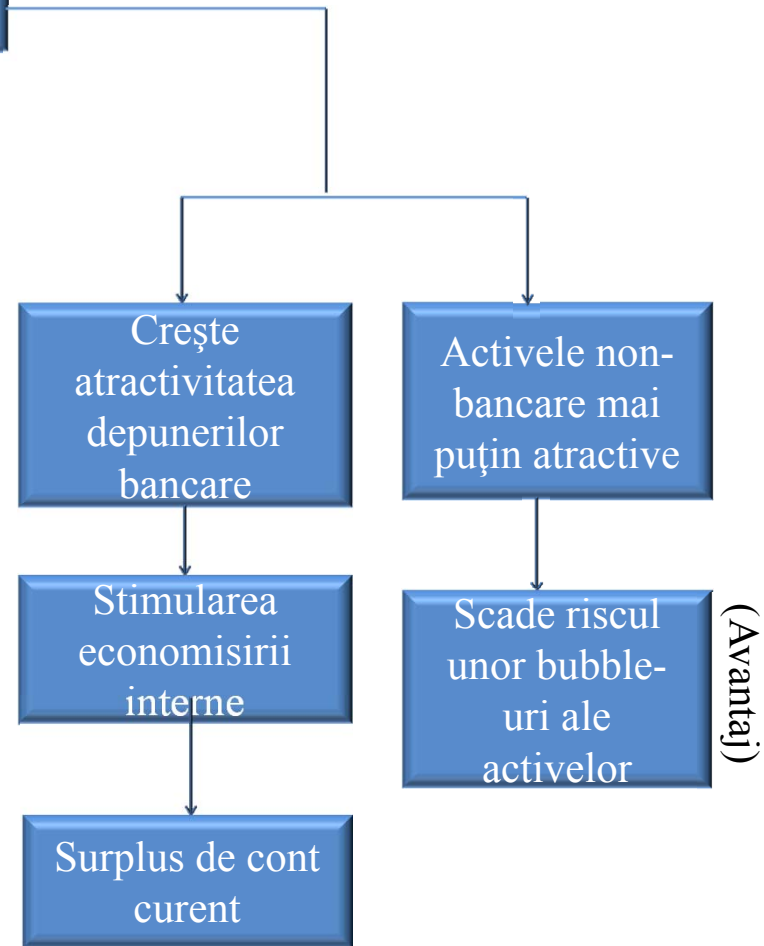 Creşte
atractivitatea
depunerilor
bancare
Activele non-
bancare mai
puţin atractive
Stimularea
economisirii
interne
Scade riscul
unor bubble-
uri ale
activelor
(Avantaj)
Surplus de cont
curent